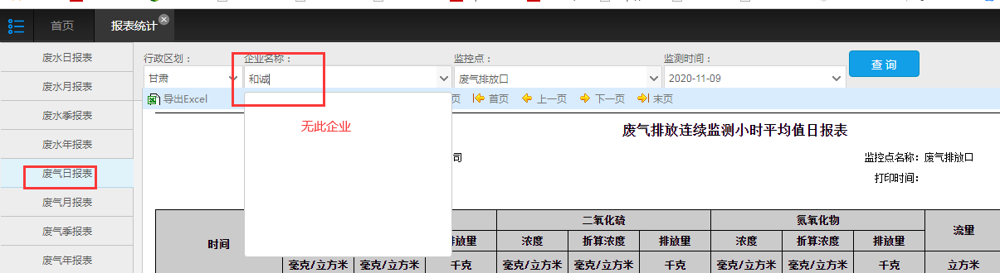 首页
报表统计
废水日报表
废水月报表
废水季报表
废水年报表
废气日报表
废气月报表
废气季报表
废气年报表
行政区划：
企业名称：
监控点：
监测时间：
甘肃
和诚
废气排放口
2020-11-09
查 询
导出Excel
页
首页
上一页
下一页
末页
无此企业
废气排放连续监测小时平均值日报表
司
监控点名称：废气排放口
打印时间：
时间
二氧化硫
氮氧化物
流量
排放量
浓度
折算浓度
排放量
浓度
折算浓度
排放量
毫克/立方米
毫克/立方米
千克
毫克/立方米
毫克/立方米
千克
毫克/立方米
毫克/立方米
千克
立方米